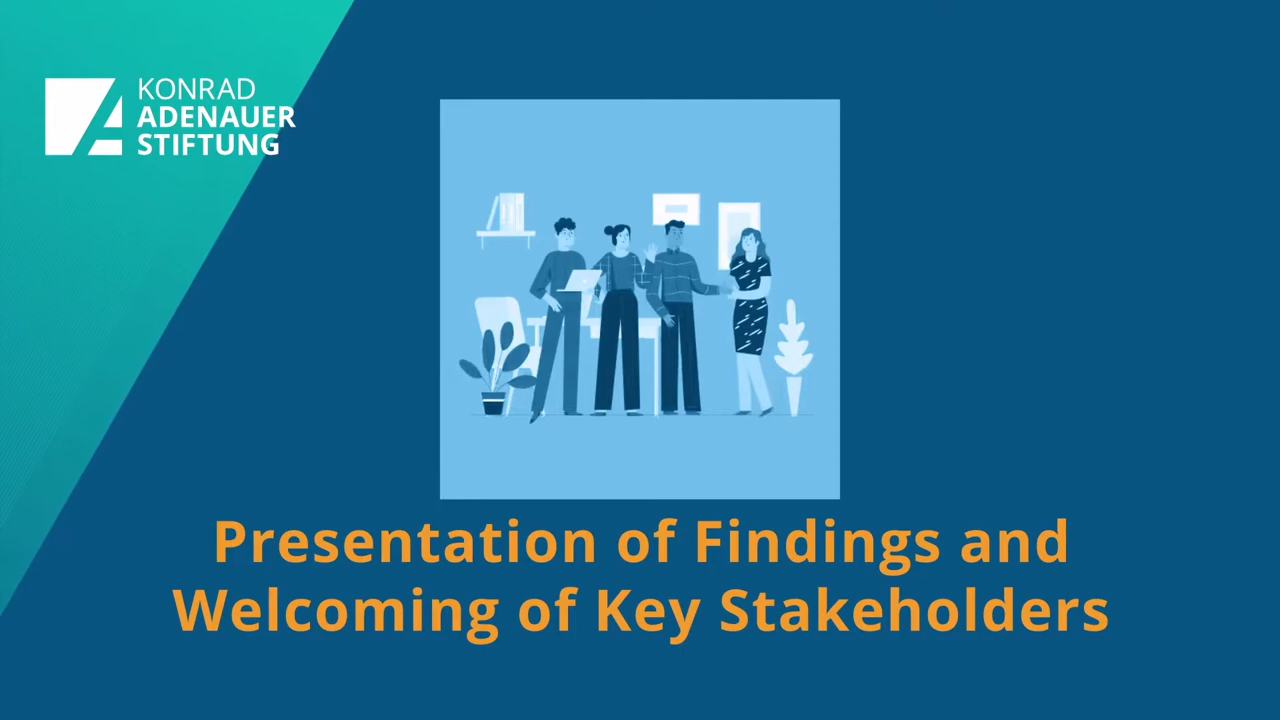 KONRAD
ADENAUER
STIFTUNG
Presentation of Findings and
Welcoming of Key Stakeholders